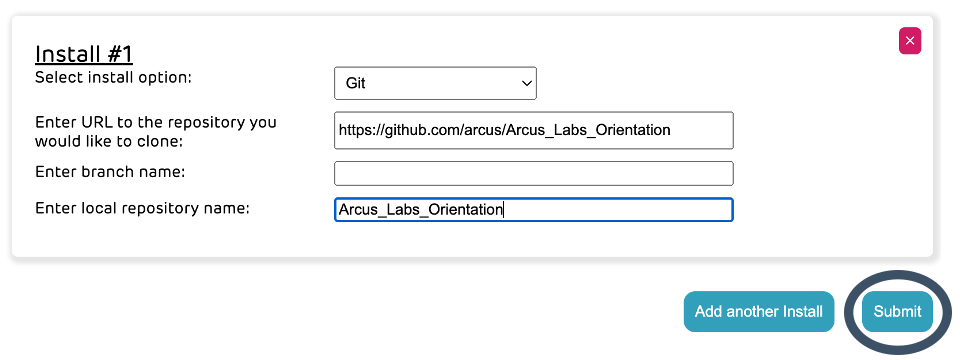 Install #1
×
Select install option:
Git
Enter URL to the repository you
would like to clone:
https://github.com/arcus/Arcus_Labs_Orientation
Enter branch name:
Enter local repository name:
Arcus_Labs_Orientation
Add another Install
Submit